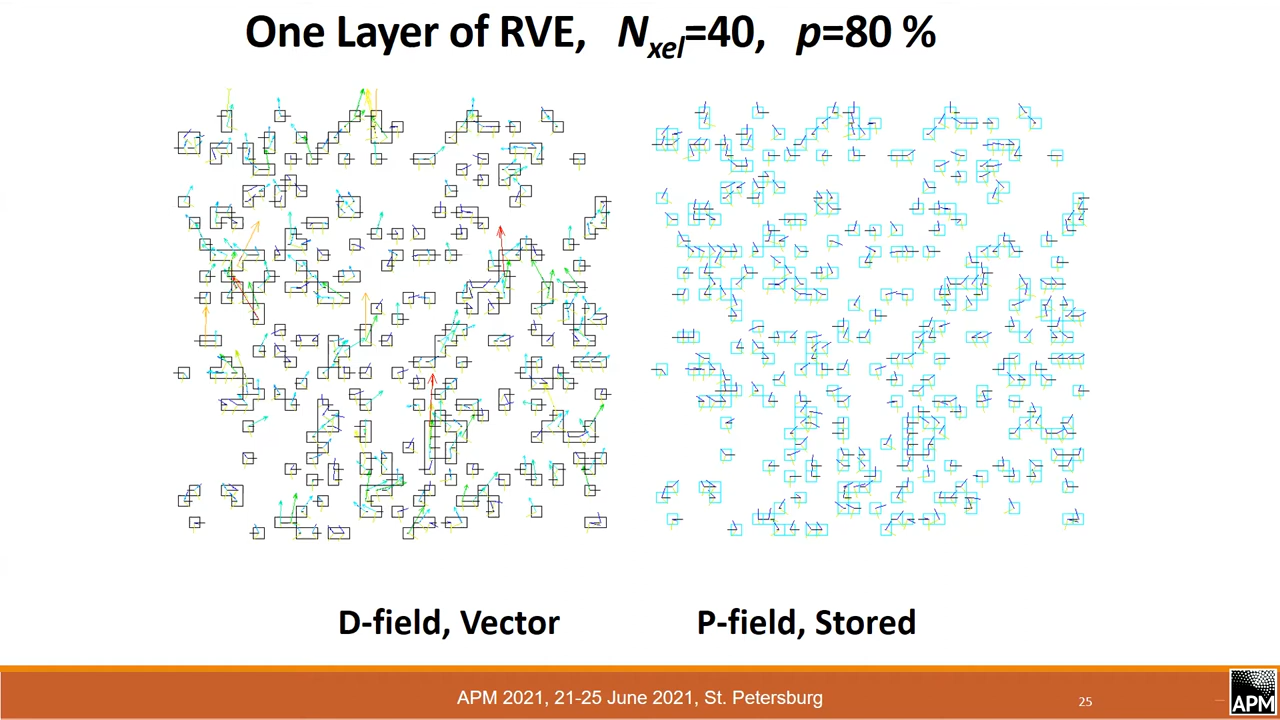 One Layer of RVE, Nxel=40, p=80 %
D-field, Vector
P-field, Stored
APM 2021, 21-25 June 2021, St. Petersburg
25
APM